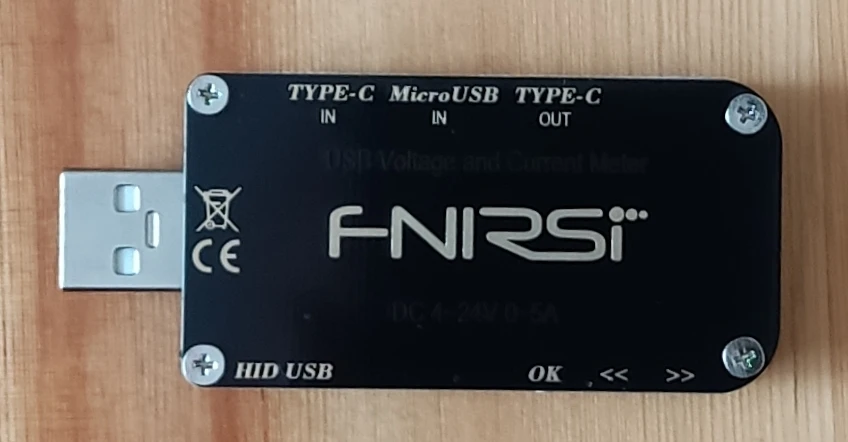 TYPE-C MicroUSB TYPE-C
IN IN OUT
USB Voltage and Current Meter
CE
FNIRSI
DC 4-24V 0-5A
HID USB OK << >>